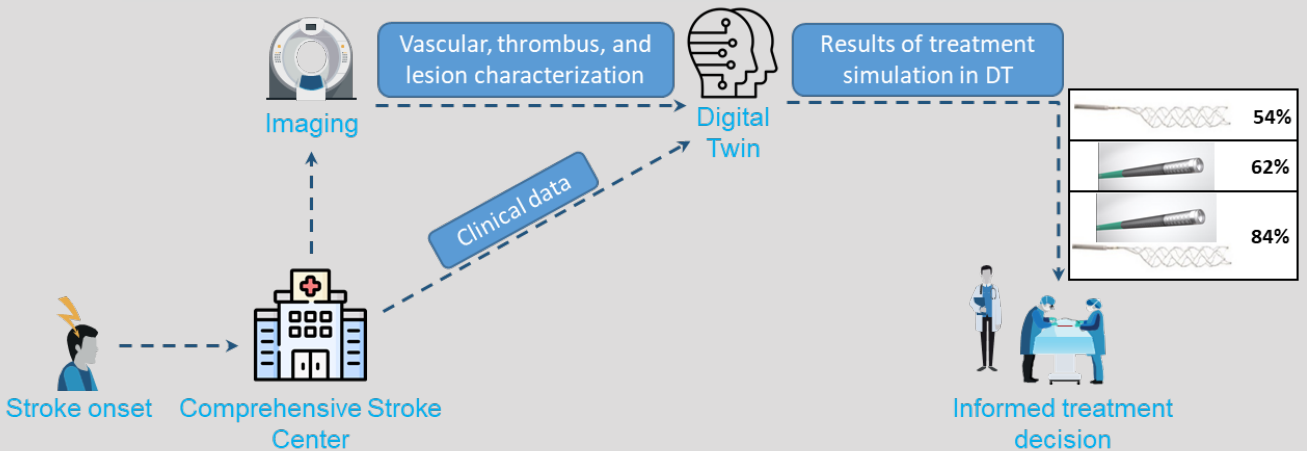 Vascular, thrombus, and
lesion characterization
Results of treatment
simulation in DT
Imaging
Digital
Twin
54%
62%
84%
Clinical data
Stroke onset
Comprehensive Stroke
Center
Informed treatment
decision